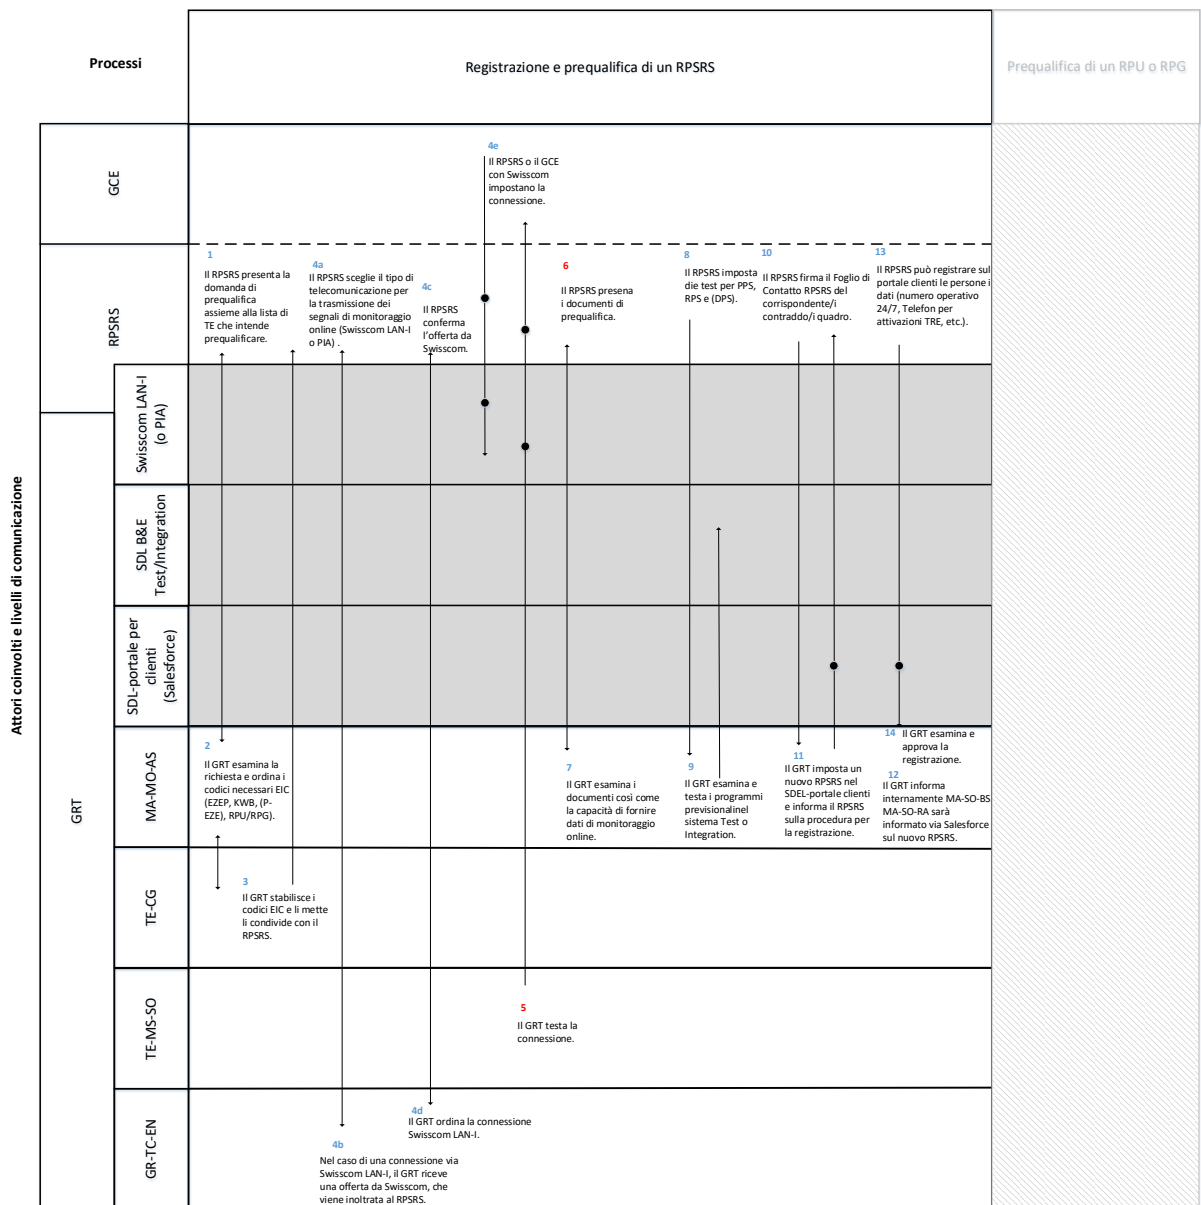 Processi
Registrazione e prequalifica di un RPSRS
Prequalifica di un RPU o RPG
Attori coinvolti e livelli di comunicazione
GCE
4e
Il RPSRS o il GCE
con Swisscom
impostano la
connessione.
RPSRS
1
Il RPSRS presenta la
domanda di
prequalifica
assieme alla lista di
TE che intende
prequalificare.
4a
Il RPSRS sceglie il tipo di
telecomunicazione per
la trasmissione dei
segnali di monitoraggio
online (Swisscom LAN-I
o PIA) .
4c
Il RPSRS
conferma
l'offerta da
Swisscom.
6
Il RPSRS presena
i documenti di
prequalifica.
8
Il RPSRS imposta
die test per PPS,
RPS e (DPS).
10
Il RPSRS firma il Foglio di
Contatto RPSRS del
corrispondente/i
contraddo/i quadro.
13
Il RPSRS può registrare sul
portale clienti le persone i
dati (numero operativo
24/7, Telefon per
attivazioni TRE, etc.).
GRT
Swisscom LAN-I
(o PIA)
SDL B&E
Test/Integration
SDL-portale per
clienti
(Salesforce)
MA-MO-AS
2
Il GRT examina la
richiesta e ordina i
codici necessari EIC
(EZEP, KWB, (P-
EZE), RPU/RPG).
7
Il GRT esamina i
documenti così come
la capacità di fornire
dati di monitoraggio
online.
9
Il GRT esamina e
testa i programmi
previsionalinel
sistema Test o
Integration.
11
Il GRT imposta un
nuovo RPSRS nel
SDEL-portale clienti
e informa il RPSRS
sulla procedura per
la registrazione.
14
Il GRT esamina e
approva la
registrazione.
12
Il GRT informa
internamente MA-SO-BS
MA-SO-RA sarà
informato via Salesforce
sul nuovo RPSRS.
TE-CG
3
Il GRT stabilisce i
codici EIC e li mette
li condivide con il
RPSRS.
TE-MS-SO
5
Il GRT testa la
connessione.
GR-TC-EN
4d
Il GRT ordina la connessione
Swisscom LAN-I.
4b
Nel caso di una connessione via
Swisscom LAN-I, il GRT riceve
una offerta da Swisscom, che
viene inoltrata al RPSRS.